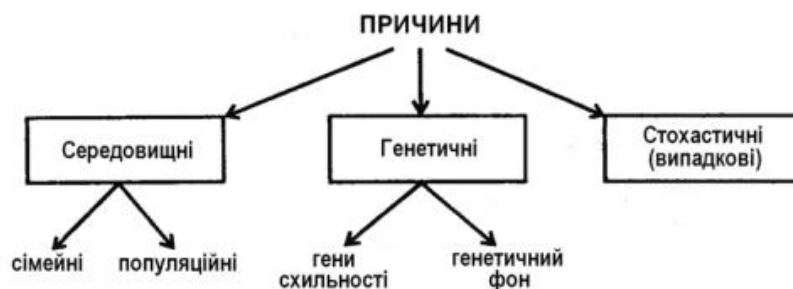 ПРИЧИНИ
Середовищні
Генетичні
Стохастичні
(випадкові)
сімейні
популяційні
гени
схильності
генетичний
фон